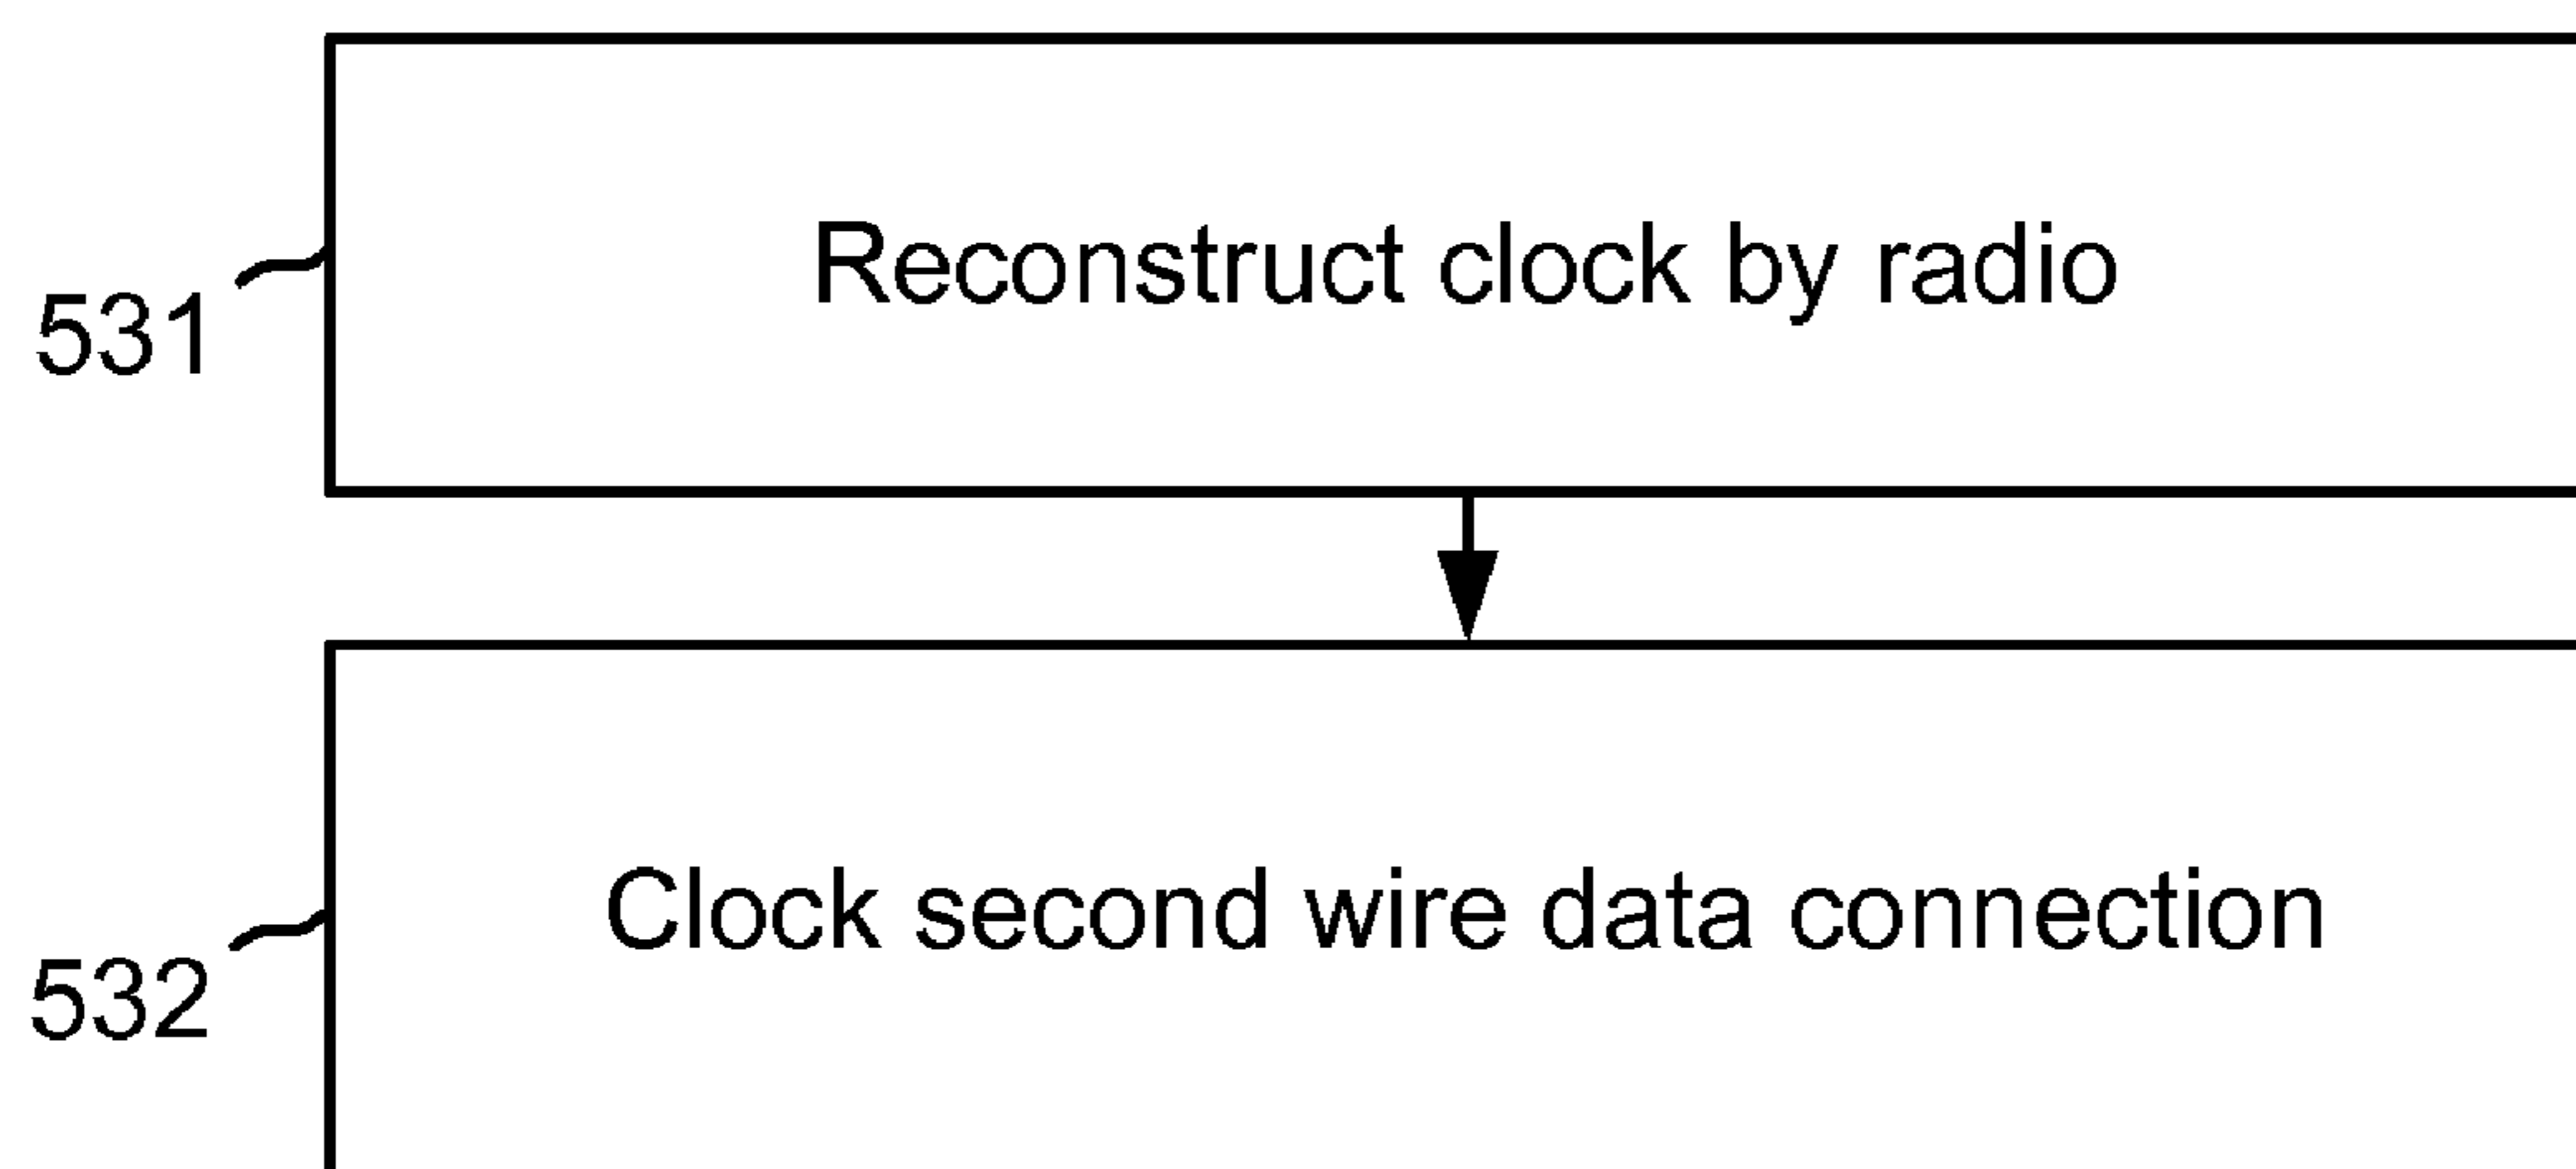 Reconstruct clock by radio
531
Clock second wire data connection
532